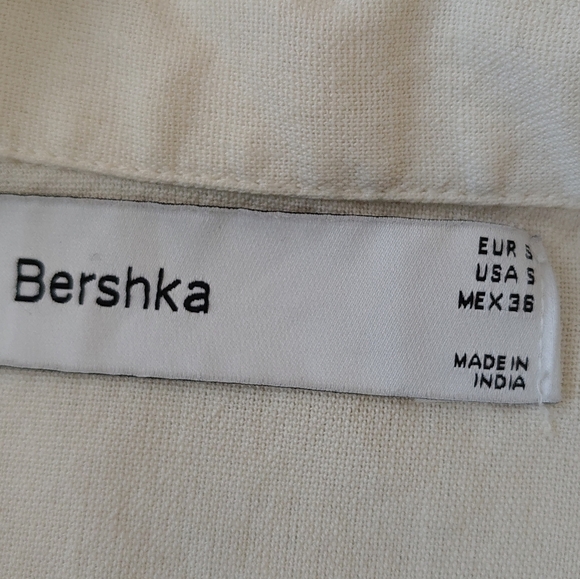 Bershka
EUR S
USA S
MEX 36
MADE IN
INDIA